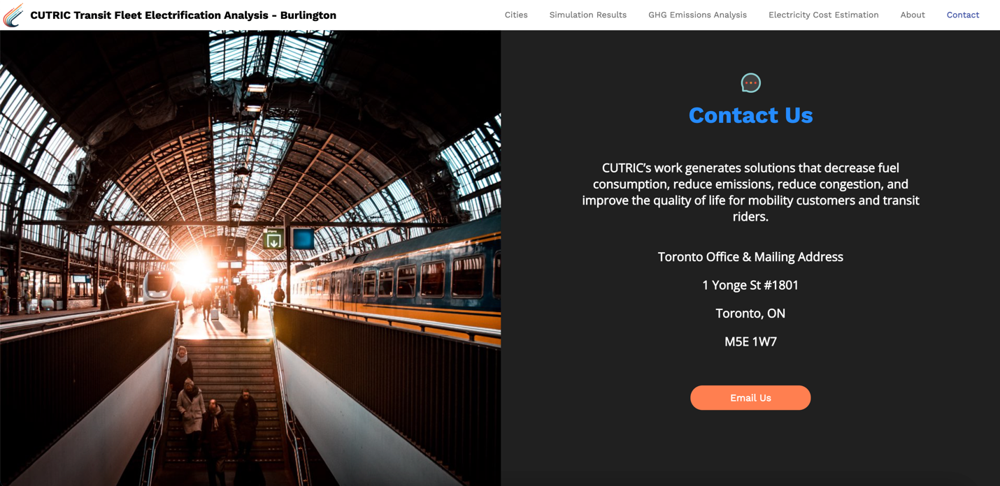 CUTRIC Transit Fleet Electrification Analysis - Burlington
Cities
Simulation Results
GHG Emissions Analysis
Electricity Cost Estimation
About
Contact
Contact Us
CUTRIC’s work generates solutions that decrease fuel
consumption, reduce emissions, reduce congestion, and
improve the quality of life for mobility customers and transit
riders.
Toronto Office & Mailing Address
1 Yonge St #1801
Toronto, ON
M5E 1W7
Email Us